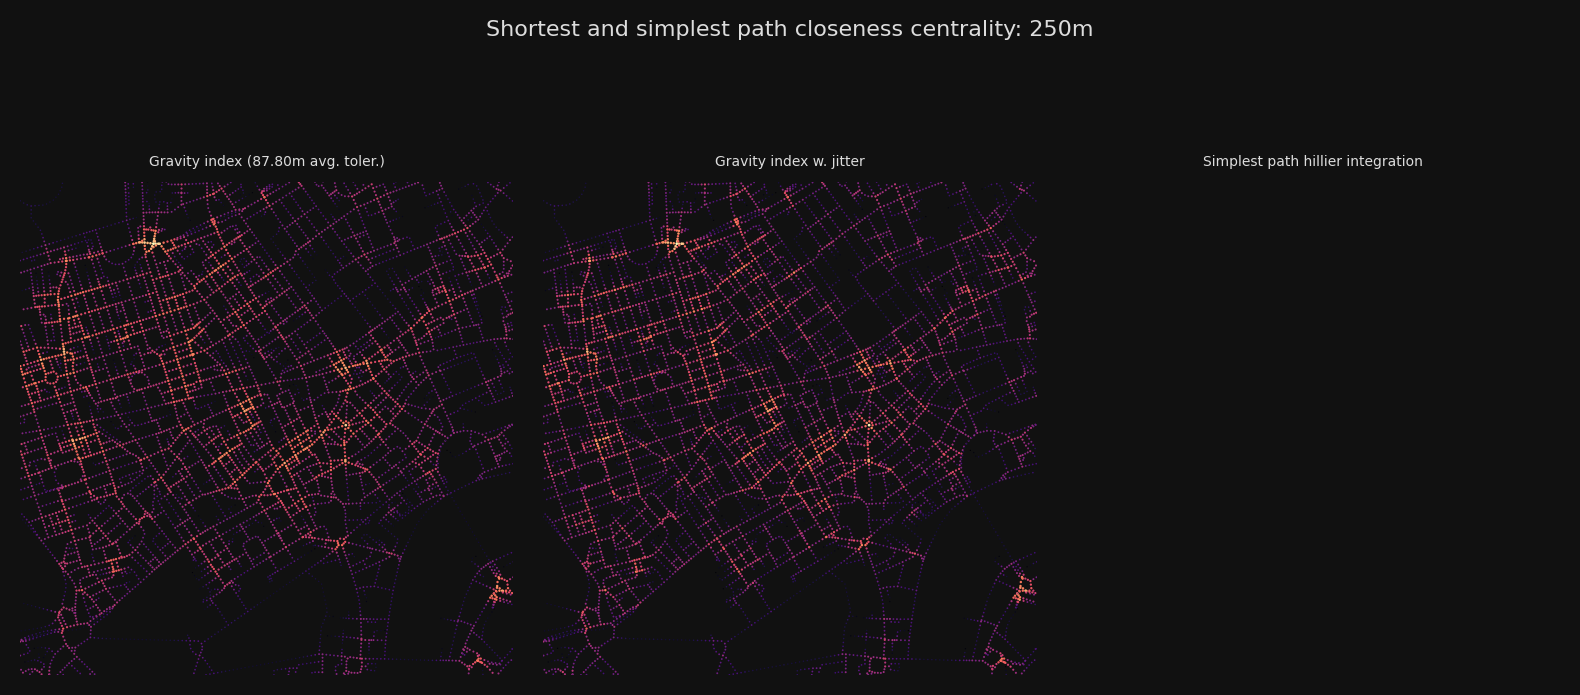 Shortest and simplest path closeness centrality: 250m
Gravity index (87.80m avg. toler.)
Gravity index w. jitter
Simplest path hillier integration